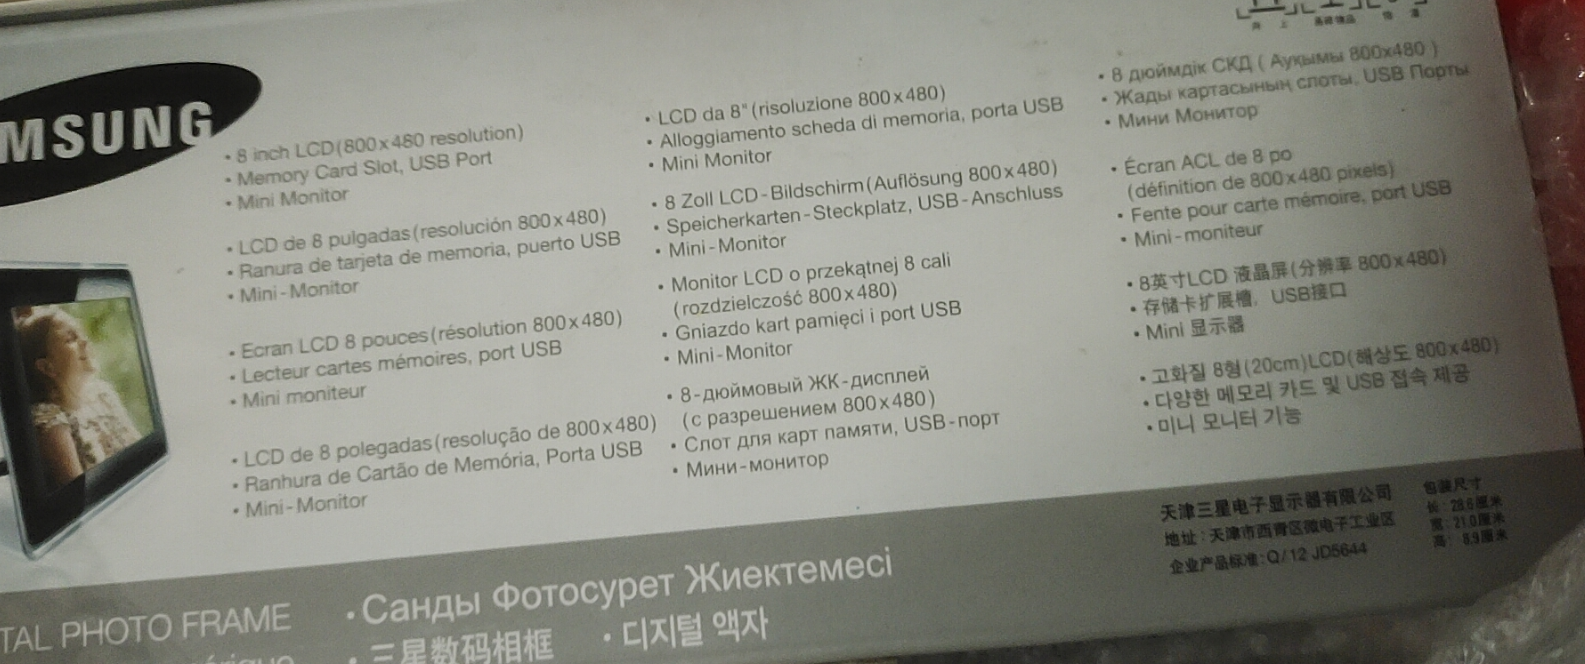 MSUNG
• 8 inch LCD(800x480 resolution)
• Memory Card Slot, USB Port
• Mini Monitor
• LCD de 8 pulgadas(resolución 800x480)
• Ranura de tarjeta de memoria, puerto USB
• Mini-Monitor
• Ecran LCD 8 pouces(résolution 800x480)
• Lecteur cartes mémoires, port USB
• Mini moniteur
• LCD de 8 polegadas(resolução de 800x480)
• Ranhura de Cartão de Memória, Porta USB
• Mini-Monitor
• LCD da 8"(risoluzione 800x480)
• Alloggiamento scheda di memoria, porta USB
• Mini Monitor
• 8 Zoll LCD-Bildschirm(Auflösung 800x480)
• Speicherkarten-Steckplatz, USB-Anschluss
• Mini-Monitor
• Monitor LCD o przekątnej 8 cali
(rozdzielczość 800x480)
• Gniazdo kart pamięci i port USB
• Mini-Monitor
• 8-дюймовый ЖК-дисплей
(с разрешением 800x480)
• Слот для карт памяти, USB-порт
• Мини-монитор
• 8 дюймдік СКД ( Ауқымы 800x480 )
• Жады картасының слоты, USB Порты
• Мини Монитор
• Écran ACL de 8 po
(définition de 800x480 pixels)
• Fente pour carte mémoire, port USB
• Mini-moniteur
• 8英寸LCD 液晶屏(分辨率 800x480)
• 存储卡扩展槽, USB接口
• Mini 显示器
• 고화질 8형(20cm)LCD(해상도 800x480)
• 다양한 메모리 카드 및 USB 접속 제공
• 미니 모니터 기능
天津三星电子显示器有限公司
地址:天津市西青区微电子工业区
企业产品标准:Q/12 JD5644
包装尺寸
长:28.6厘米
宽:21.0厘米
高: 8.9厘米
TAL PHOTO FRAME
• Санды Фотосурет Жиектемесі
• 三星数码相框
• 디지털 액자